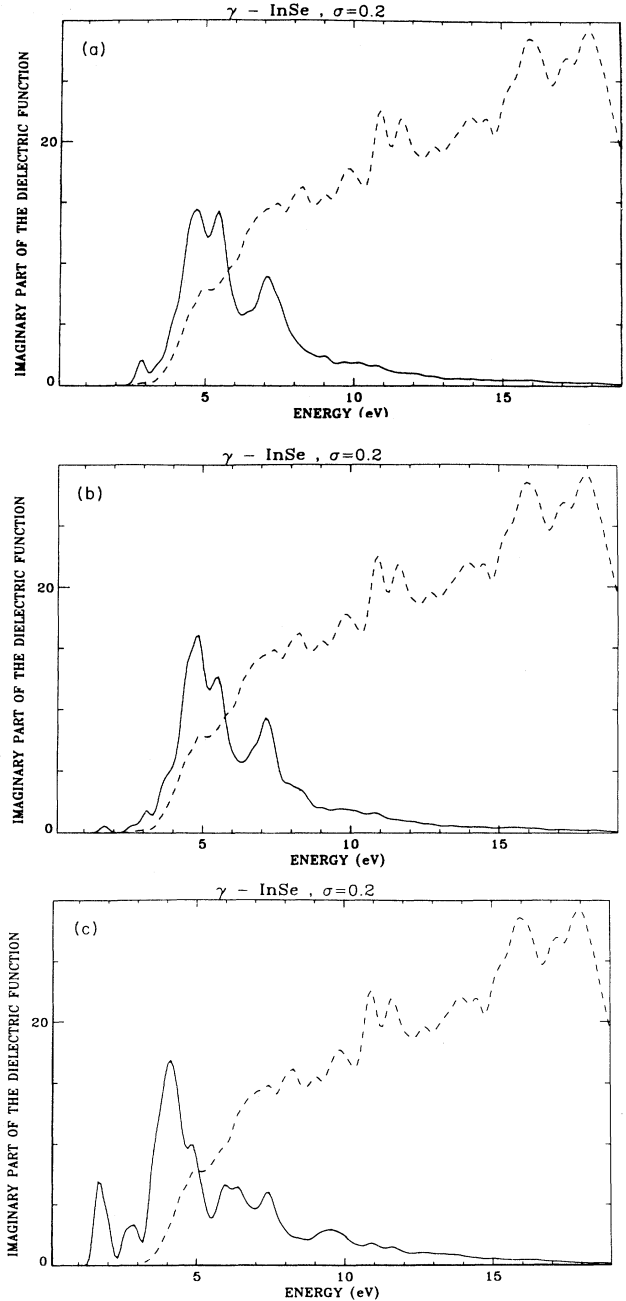 γ - InSe , σ=0.2
(a)
IMAGINARY PART OF THE DIELECTRIC FUNCTION
20
0
5
10
15
ENERGY (eV)
γ - InSe , σ=0.2
(b)
IMAGINARY PART OF THE DIELECTRIC FUNCTION
20
0
5
10
15
ENERGY (eV)
γ - InSe , σ=0.2
(c)
IMAGINARY PART OF THE DIELECTRIC FUNCTION
20
0
5
10
15
ENERGY (eV)